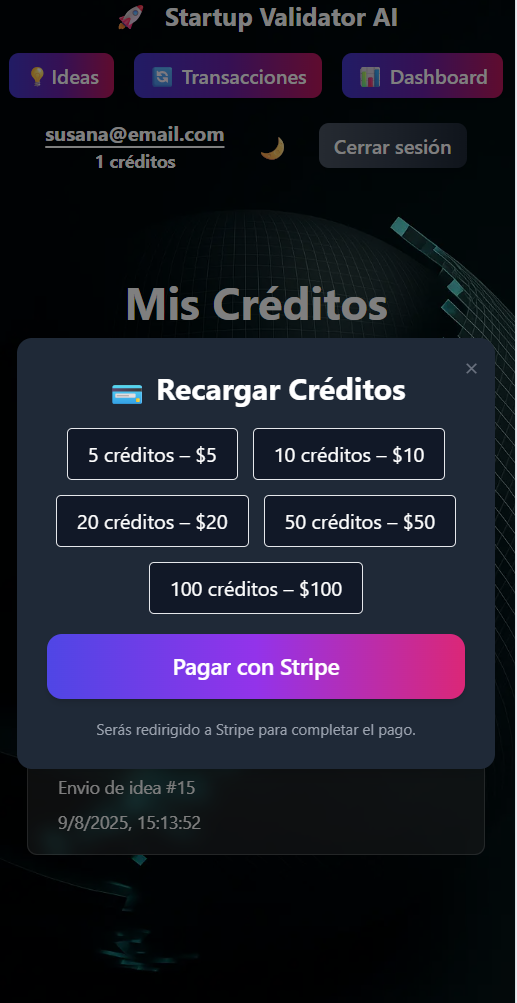 🚀 Startup Validator AI
💡 Ideas 🔄 Transacciones 📊 Dashboard
susana@email.com
1 créditos
🌙
Cerrar sesión
Mis Créditos
×
💳 Recargar Créditos
5 créditos – $5 10 créditos – $10
20 créditos – $20 50 créditos – $50
100 créditos – $100
Pagar con Stripe
Serás redirigido a Stripe para completar el pago.
Envio de idea #15
9/8/2025, 15:13:52